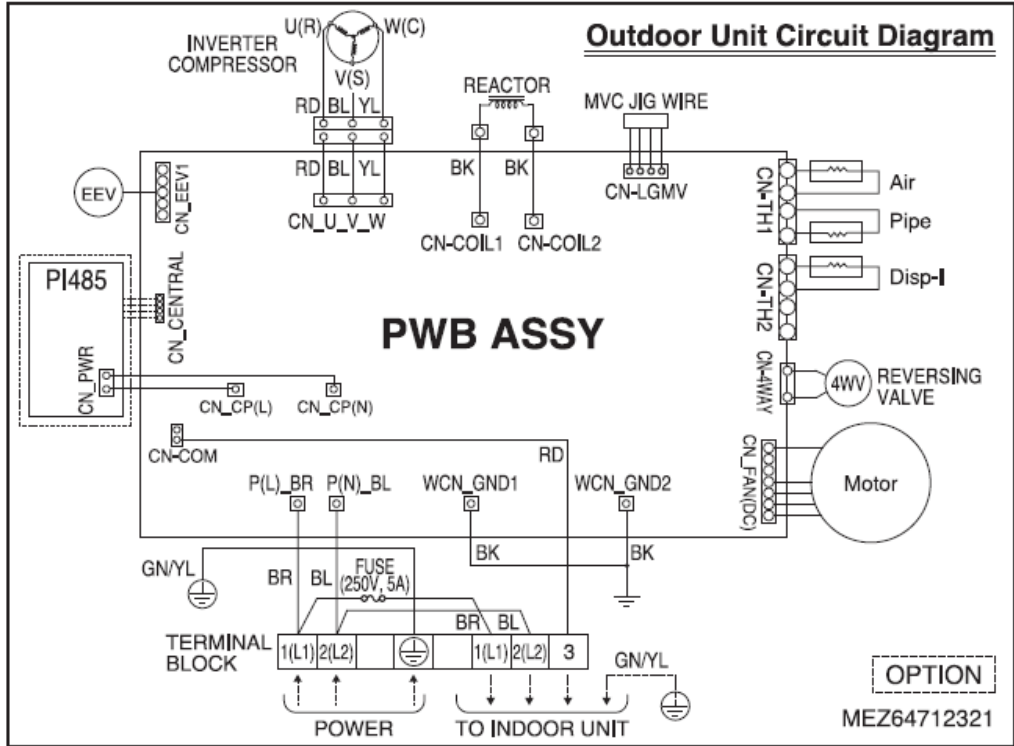 Outdoor Unit Circuit Diagram
U(R)
W(C)
INVERTER
COMPRESSOR
V(S)
RD BL YL
REACTOR
MVC JIG WIRE
RD BL YL
BK
BK
CN-LGMV
CN_U_V_W
CN-COIL1
CN-COIL2
EEV
CN_EEV1
CN-TH1
Air
Pipe
CN-TH2
Disp-I
PI485
CN_CENTRAL
PWB ASSY
CN_PWR
CN_CP(L)
CN_CP(N)
CN-4WAY
4WV
REVERSING
VALVE
CN-COM
RD
CN_FAN(DC)
Motor
P(L)_BR
P(N)_BL
WCN_GND1
WCN_GND2
GN/YL
BR
BL
FUSE
(250V, 5A)
BK
BK
BR
BL
TERMINAL
BLOCK
1(L1)
2(L2)
1(L1)
2(L2)
3
GN/YL
POWER
TO INDOOR UNIT
OPTION
MEZ64712321